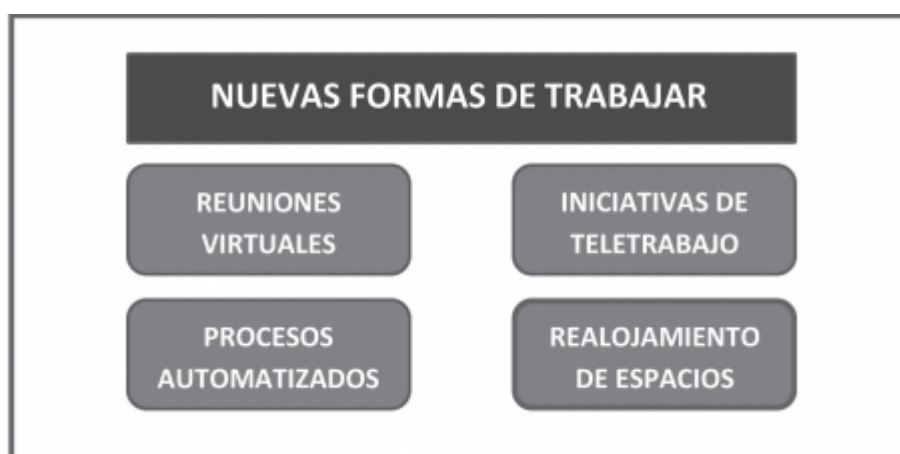 NUEVAS FORMAS DE TRABAJAR
REUNIONES
VIRTUALES
INICIATIVAS DE
TELETRABAJO
PROCESOS
AUTOMATIZADOS
REALOJAMIENTO
DE ESPACIOS